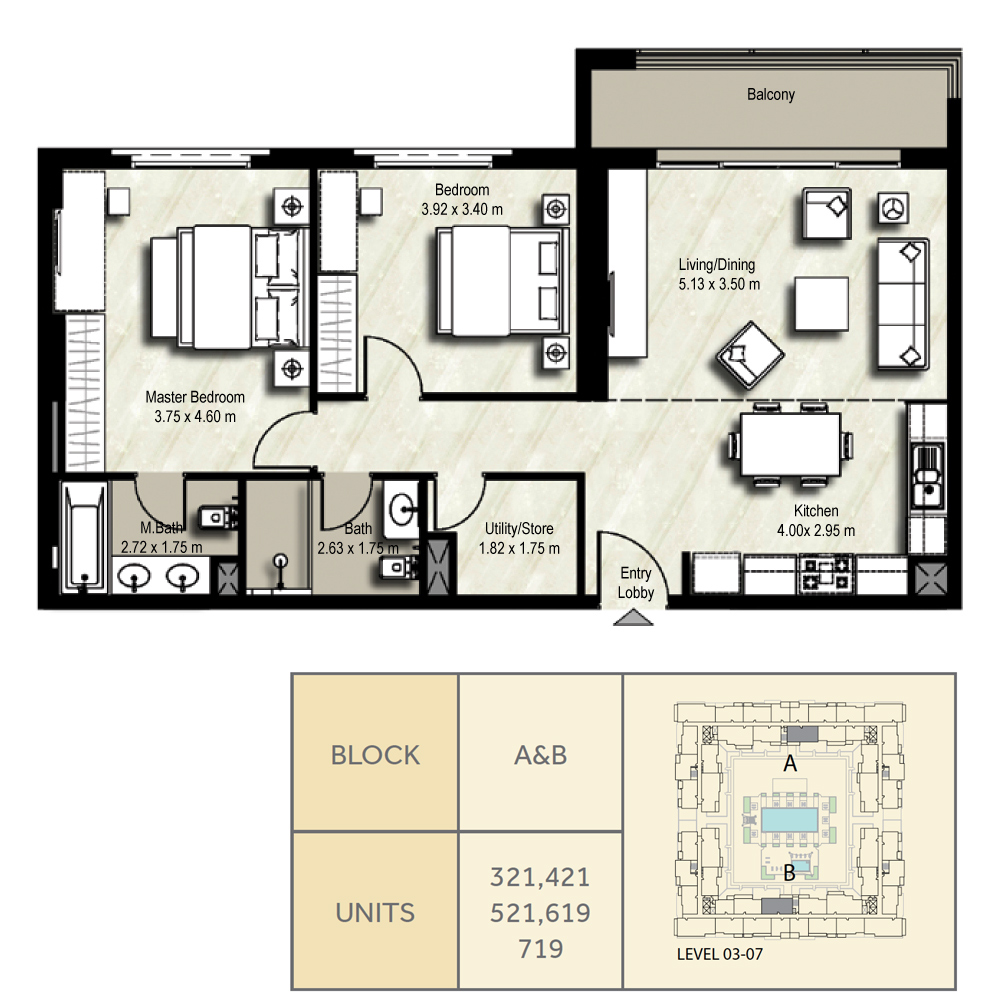 Balcony
Bedroom
3.92 x 3.40 m
Living/Dining
5.13 x 3.50 m
Master Bedroom
3.75 x 4.60 m
M.Bath
2.72 x 1.75 m
Bath
2.63 x 1.75 m
Utility/Store
1.82 x 1.75 m
Kitchen
4.00x 2.95 m
Entry
Lobby
BLOCK
A&B
UNITS
321,421
521,619
719
A
B
LEVEL 03-07